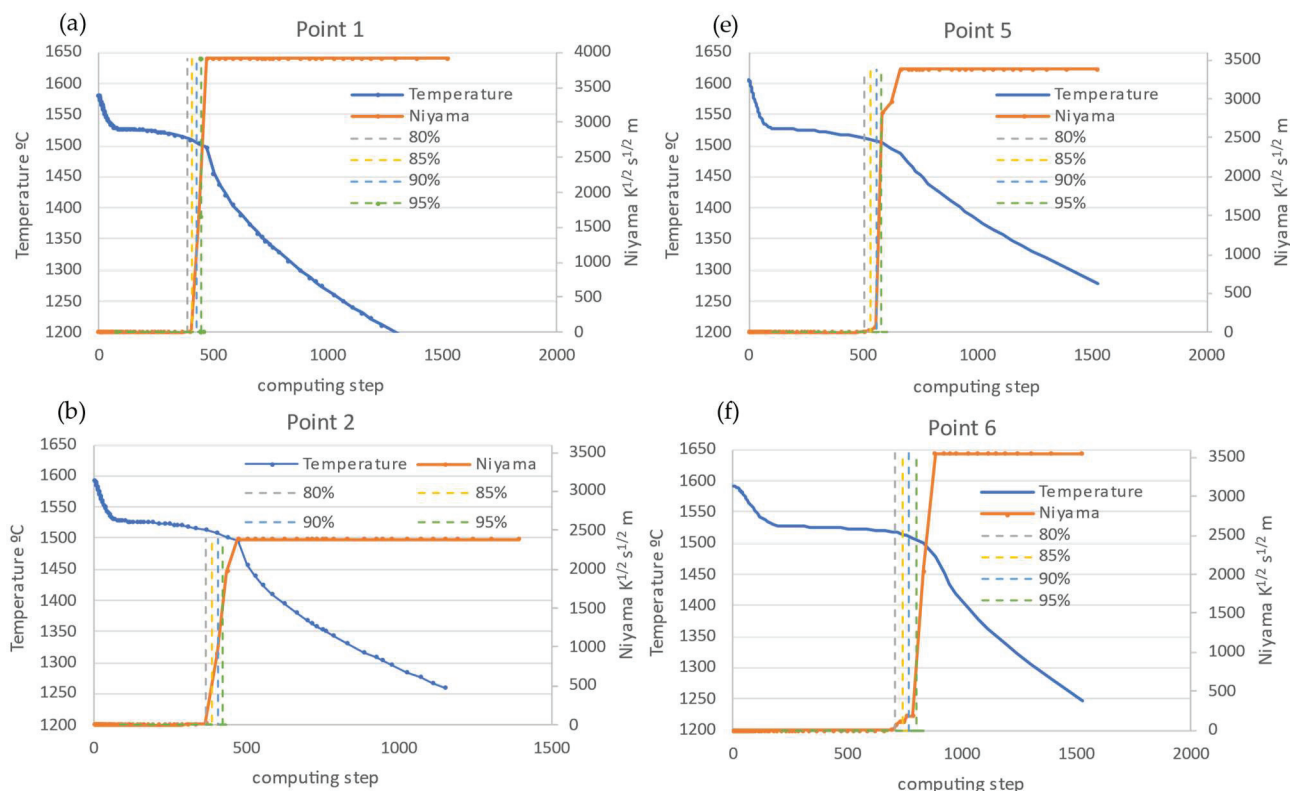 (a)
Point 1
1650
1600
1550
1500
1450
1400
1350
1300
1250
1200
Temperature ºC
4000
3500
3000
2500
2000
1500
1000
500
0
Niyama K1/2 s1/2 m
Temperature
Niyama
80%
85%
90%
95%
0 500 1000 1500 2000
computing step
(e)
Point 5
1650
1600
1550
1500
1450
1400
1350
1300
1250
1200
Temperature ºC
3500
3000
2500
2000
1500
1000
500
0
Niyama K1/2 s1/2 m
Temperature
Niyama
80%
85%
90%
95%
0 500 1000 1500 2000
computing step
(b)
Point 2
1650
1600
1550
1500
1450
1400
1350
1300
1250
1200
Temperature ºC
3500
3000
2500
2000
1500
1000
500
0
Niyama K1/2 s1/2 m
Temperature Niyama
80% 85%
90% 95%
0 500 1000 1500
computing step
(f)
Point 6
1650
1600
1550
1500
1450
1400
1350
1300
1250
1200
Temperature ºC
3500
3000
2500
2000
1500
1000
500
0
Niyama K1/2 s1/2 m
Temperature
Niyama
80%
85%
90%
95%
0 500 1000 1500 2000
computing step